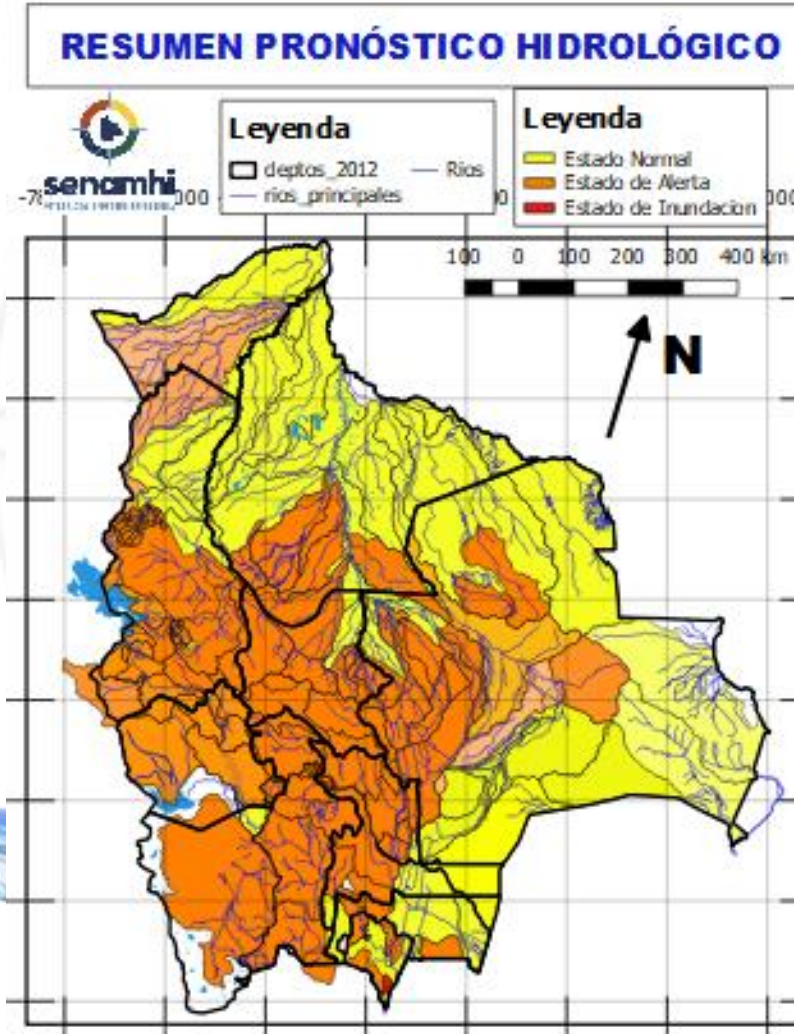 RESUMEN PRONÓSTICO HIDROLÓGICO
senamhi
Leyenda
deptos_2012
Rios
rios_principales
Leyenda
Estado Normal
Estado de Alerta
Estado de Inundacion
100 0 100 200 300 400 km
N